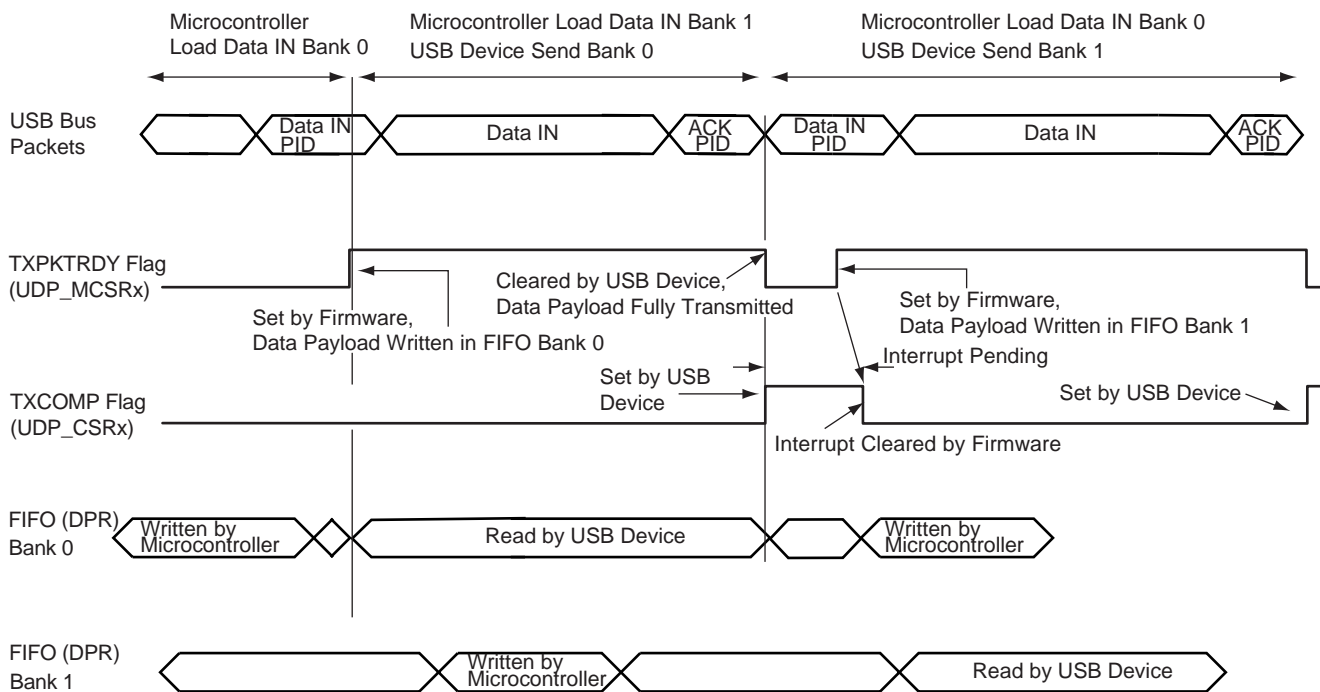 Microcontroller
Load Data IN Bank 0
Microcontroller Load Data IN Bank 1
USB Device Send Bank 0
Microcontroller Load Data IN Bank 0
USB Device Send Bank 1
USB Bus
Packets
Data IN
PID
Data IN
ACK
PID
Data IN
PID
Data IN
ACK
PID
TXPKTRDY Flag
(UDP_MCSRx)
Set by Firmware,
Data Payload Written in FIFO Bank 0
Cleared by USB Device,
Data Payload Fully Transmitted
Set by Firmware,
Data Payload Written in FIFO Bank 1
Interrupt Pending
TXCOMP Flag
(UDP_CSRx)
Set by USB
Device
Set by USB Device
Interrupt Cleared by Firmware
FIFO (DPR)
Bank 0
Written by
Microcontroller
Read by USB Device
Written by
Microcontroller
FIFO (DPR)
Bank 1
Written by
Microcontroller
Read by USB Device